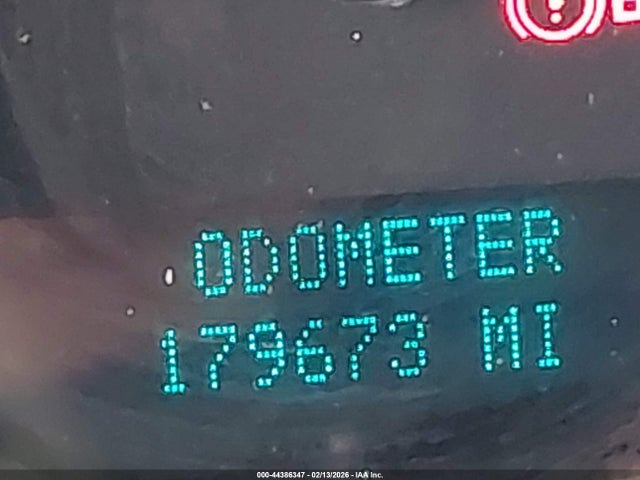 ODOMETER
179673 MI
000-44386347 - 02/13/2026 - IAA Inc.